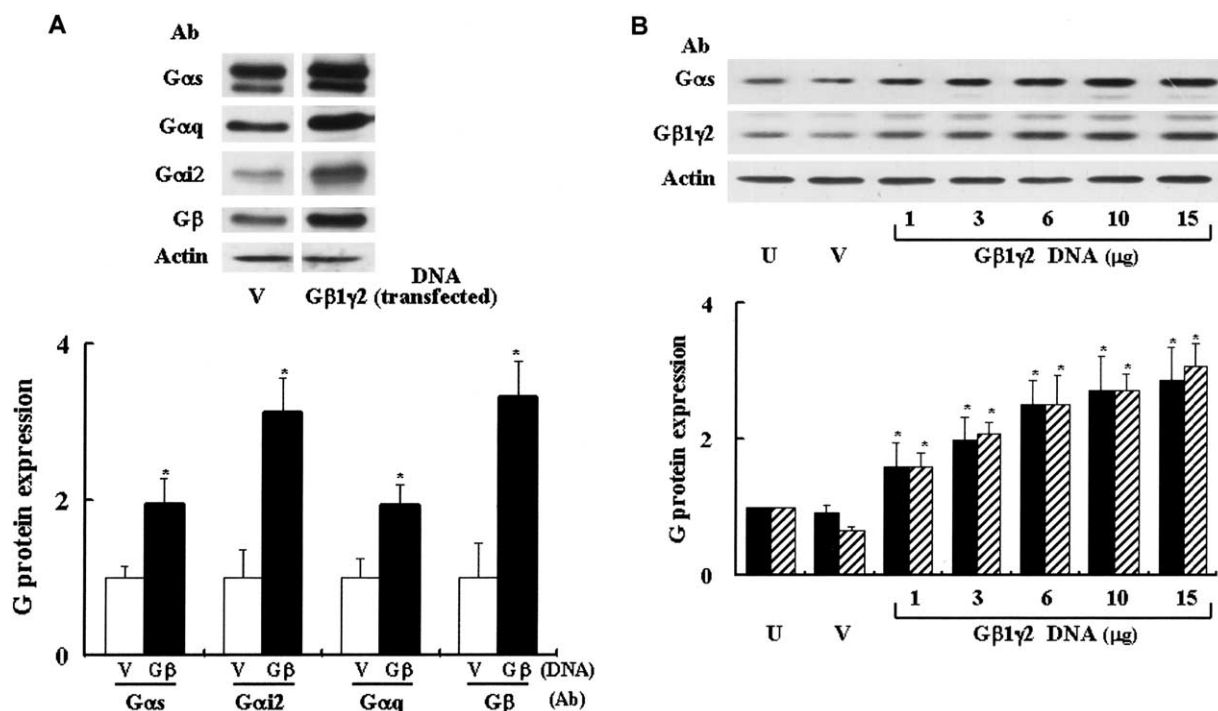 A
Ab
Gαs
Gαq
Gαi2
Gβ
Actin
DNA
V Gβ1γ2 (transfected)
G protein expression
4
2
0
V Gβ V Gβ V Gβ V Gβ (DNA)
Gαs Gαi2 Gαq Gβ (Ab)
B
Ab
Gαs
Gβ1γ2
Actin
1 3 6 10 15
U V Gβ1γ2 DNA (µg)
G protein expression
4
2
0
* * * * * * * * * *
1 3 6 10 15
U V Gβ1γ2 DNA (µg)